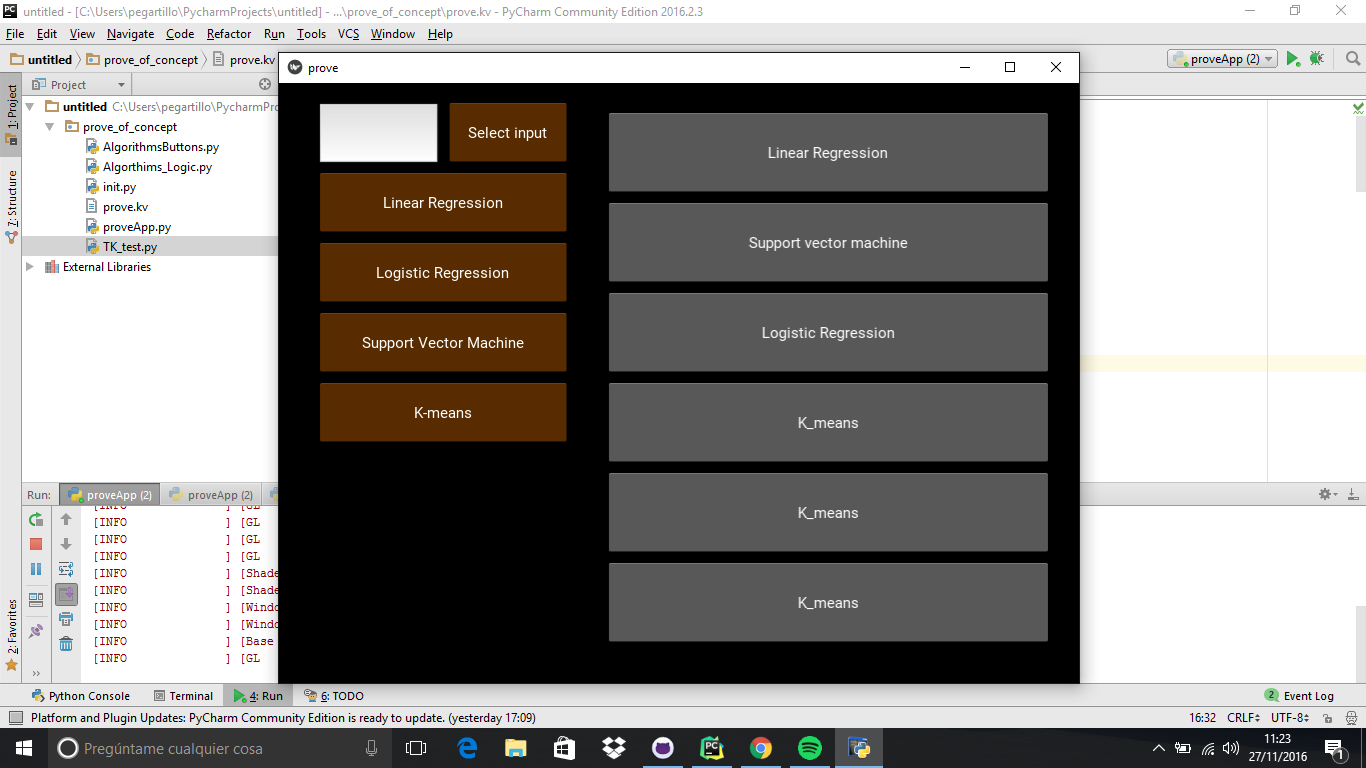 untitled - [C:\Users\pegartillo\PycharmProjects\untitled] - ...\prove_of_concept\prove.kv - PyCharm Community Edition 2016.2.3
File Edit View Navigate Code Refactor Run Tools VCS Window Help
untitled prove_of_concept prove.kv proveApp (2)
prove
1: Project
Project
untitled C:\Users\pegartillo\PycharmPro
prove_of_concept
AlgorithmsButtons.py
Algorthims_Logic.py
init.py
prove.kv
proveApp.py
TK_test.py
External Libraries
7: Structure
Select input
Linear Regression
Logistic Regression
Support Vector Machine
K-means
Linear Regression
Support vector machine
Logistic Regression
K_means
K_means
K_means
Run: proveApp (2) proveApp (2)
[INFO ] [GL
[INFO ] [GL
[INFO ] [GL
[INFO ] [GL
[INFO ] [Shade
[INFO ] [Shade
[INFO ] [Windo
[INFO ] [Windo
[INFO ] [Base
[INFO ] [GL
2: Favorites
Python Console Terminal 4: Run 6: TODO 2 Event Log
Platform and Plugin Updates: PyCharm Community Edition is ready to update. (yesterday 17:09) 16:32 CRLF UTF-8
Pregúntame cualquier cosa
11:23
27/11/2016
1